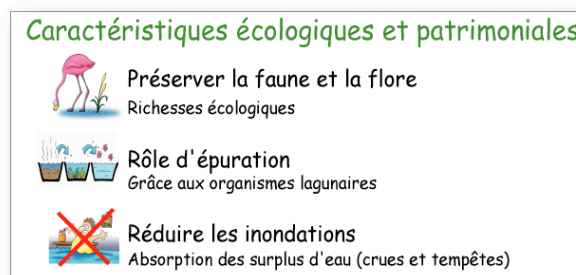 Caractéristiques écologiques et patrimoniales
Préserver la faune et la flore
Richesses écologiques
Rôle d'épuration
Grâce aux organismes lagunaires
Réduire les inondations
Absorption des surplus d'eau (crues et tempêtes)